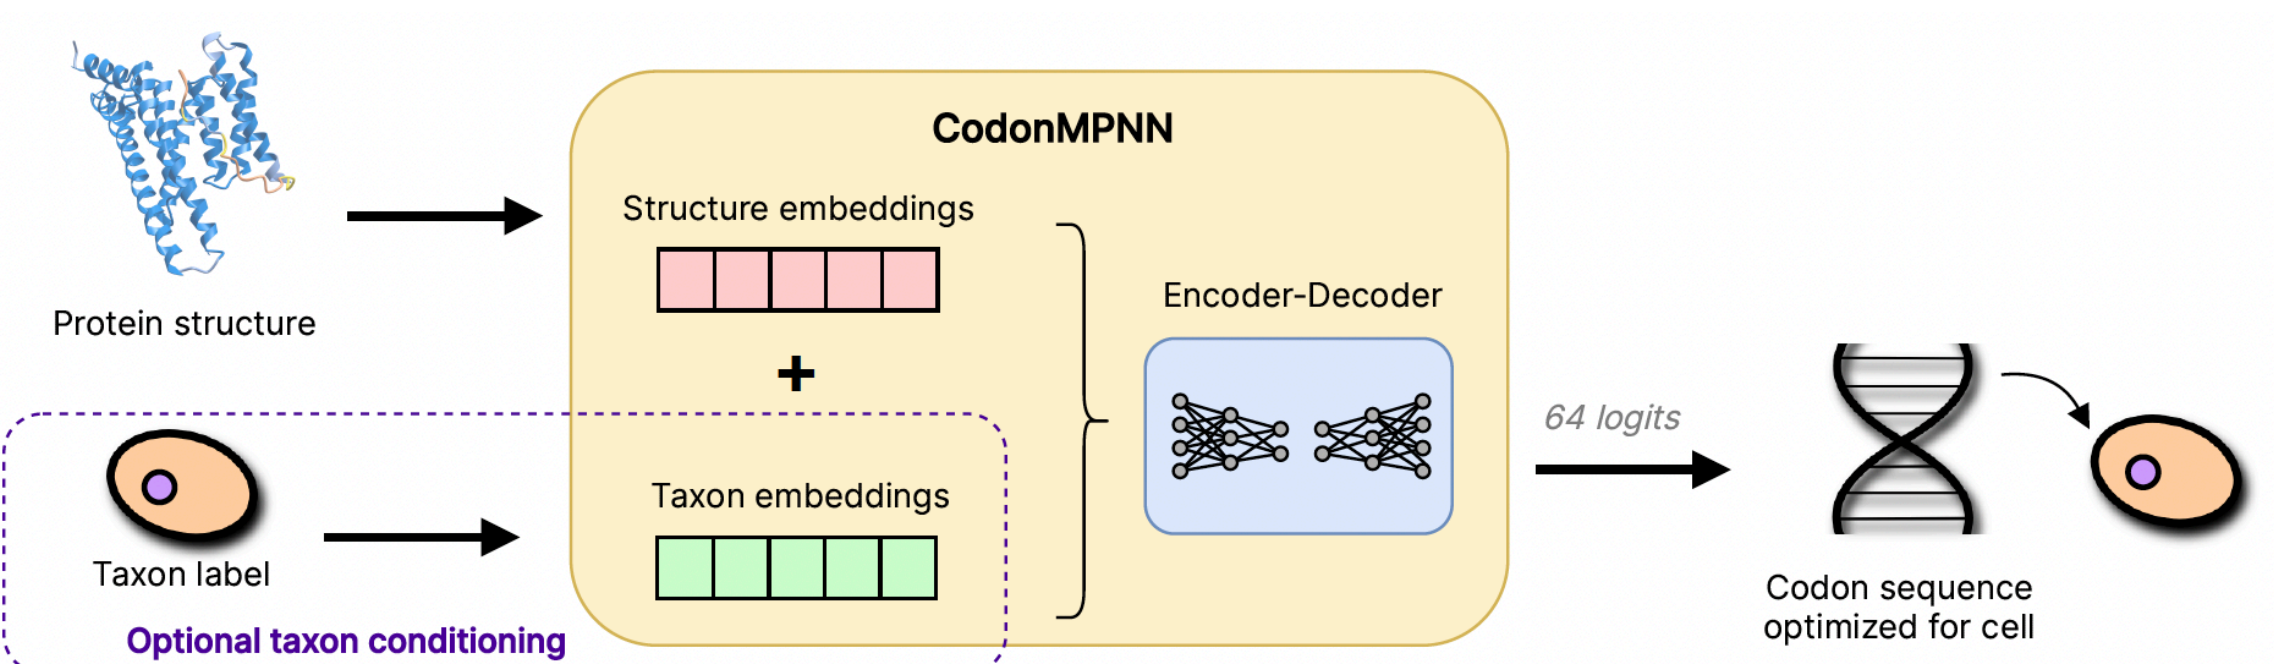 CodonMPNN
Structure embeddings
Protein structure
Encoder-Decoder
Taxon embeddings
Taxon label
Optional taxon conditioning
64 logits
Codon sequence
optimized for cell